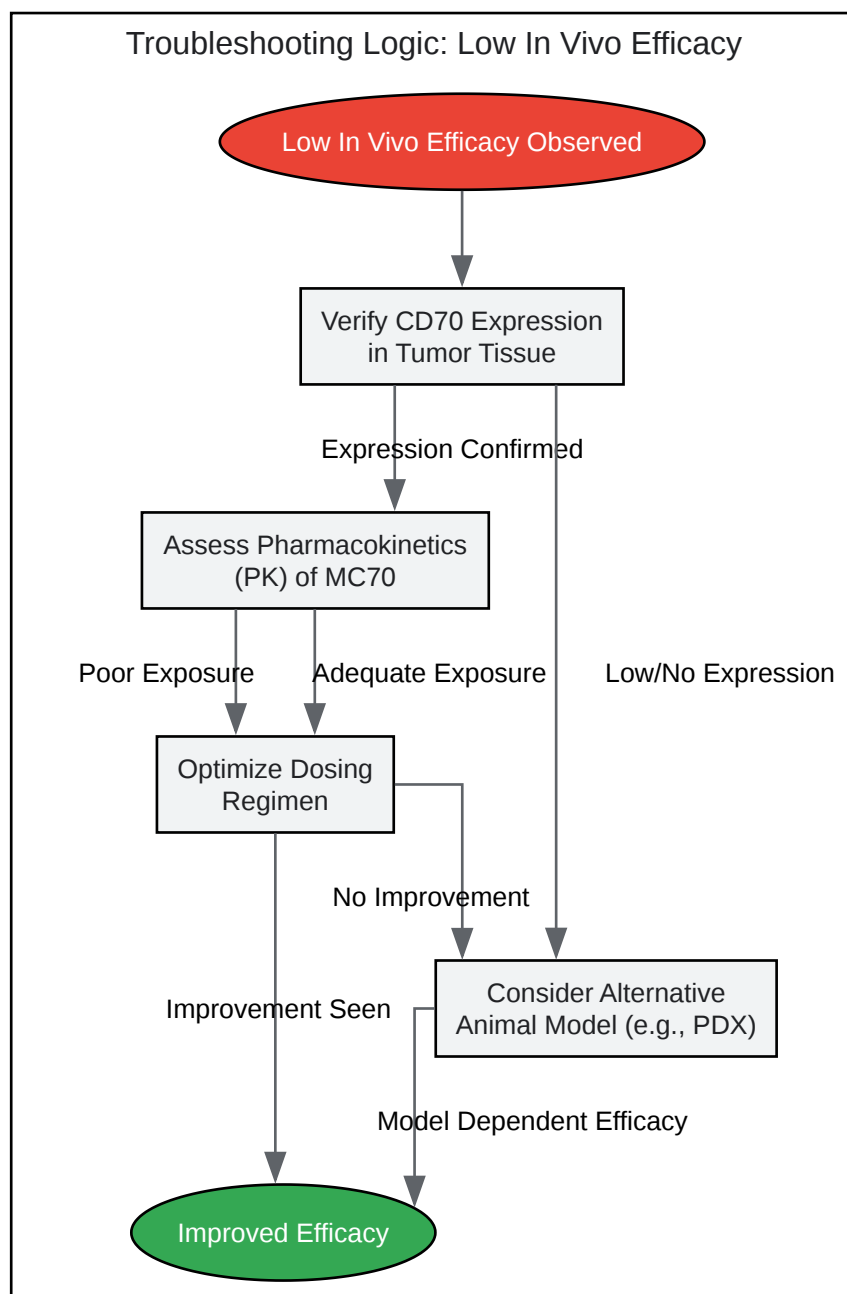 Troubleshooting Logic: Low In Vivo Efficacy
Low In Vivo Efficacy Observed
Verify CD70 Expression
in Tumor Tissue
Expression Confirmed
Assess Pharmacokinetics
(PK) of MC70
Poor Exposure
Adequate Exposure
Low/No Expression
Optimize Dosing
Regimen
No Improvement
Consider Alternative
Animal Model (e.g., PDX)
Improvement Seen
Model Dependent Efficacy
Improved Efficacy